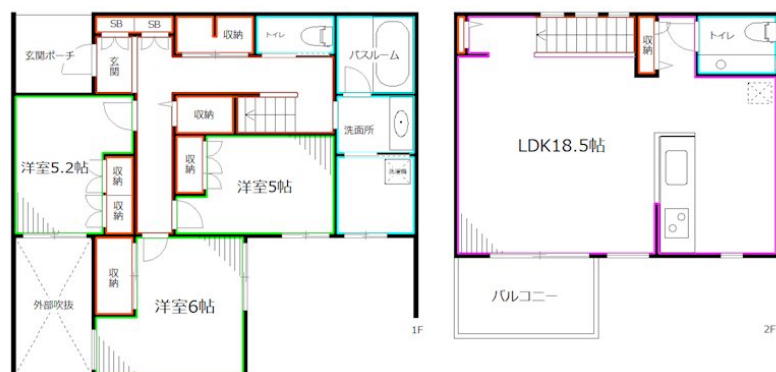 SB
SB
収納
トイレ
玄関ポーチ
玄関
バスルーム
収納
洗面所
洋室5.2帖
収納
収納
収納
洋室5帖
洗濯機
外部吹抜
収納
洋室6帖
1F
収納
トイレ
LDK18.5帖
バルコニー
2F